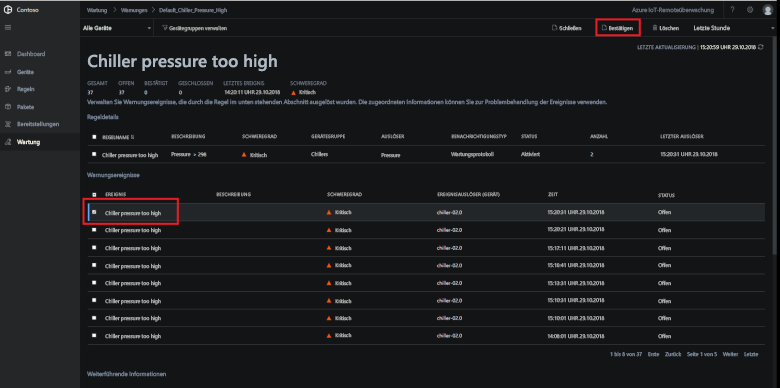 Contoso
Wartung > Warnungen > Default_Chiller_Pressure_High
Azure IoT-Remoteüberwachung
?
Alle Geräte
Gerätegruppen verwalten
Schließen
Bestätigen
Löschen
Letzte Stunde
LETZTE AKTUALISIERUNG | 15:20:59 UHR 29.10.2018
Dashboard
Geräte
Regeln
Pakete
Bereitstellungen
Wartung
Chiller pressure too high
GESAMT OFFEN BESTÄTIGT GESCHLOSSEN LETZTES EREIGNIS SCHWEREGRAD
37 37 0 0 14:20:11 UHR 29.10.2018 Kritisch
Verwalten Sie Warnungsereignisse, die durch die Regel im unten stehenden Abschnitt ausgelöst wurden. Die zugeordneten Informationen können Sie zur Problembehandlung der Ereignisse verwenden.
Regeldetails
REGELNAME BESCHREIBUNG SCHWEREGRAD GERÄTEGRUPPE AUSLÖSER BENACHRICHTIGUNGSTYP STATUS ANZAHL LETZTER AUSLÖSER
Chiller pressure too high Pressure > 298 Kritisch Chillers Pressure Wartungsprotokoll Aktiviert 2 15:20:31 UHR 29.10.2018
Warnungsereignisse
EREIGNIS BESCHREIBUNG SCHWEREGRAD EREIGNISAUSLÖSER (GERÄT) ZEIT STATUS
Chiller pressure too high Kritisch chiller-02.0 15:20:31 UHR 29.10.2018 Offen
Chiller pressure too high Kritisch chiller-02.0 15:20:21 UHR 29.10.2018 Offen
Chiller pressure too high Kritisch chiller-02.0 15:17:11 UHR 29.10.2018 Offen
Chiller pressure too high Kritisch chiller-02.0 15:16:41 UHR 29.10.2018 Offen
Chiller pressure too high Kritisch chiller-02.0 15:13:31 UHR 29.10.2018 Offen
Chiller pressure too high Kritisch chiller-02.0 15:10:31 UHR 29.10.2018 Offen
Chiller pressure too high Kritisch chiller-02.0 15:10:01 UHR 29.10.2018 Offen
Chiller pressure too high Kritisch chiller-02.0 14:08:01 UHR 29.10.2018 Offen
1 bis 8 von 37 Erste Zurück Seite 1 von 5 Weiter Letzte
Weiterführende Informationen